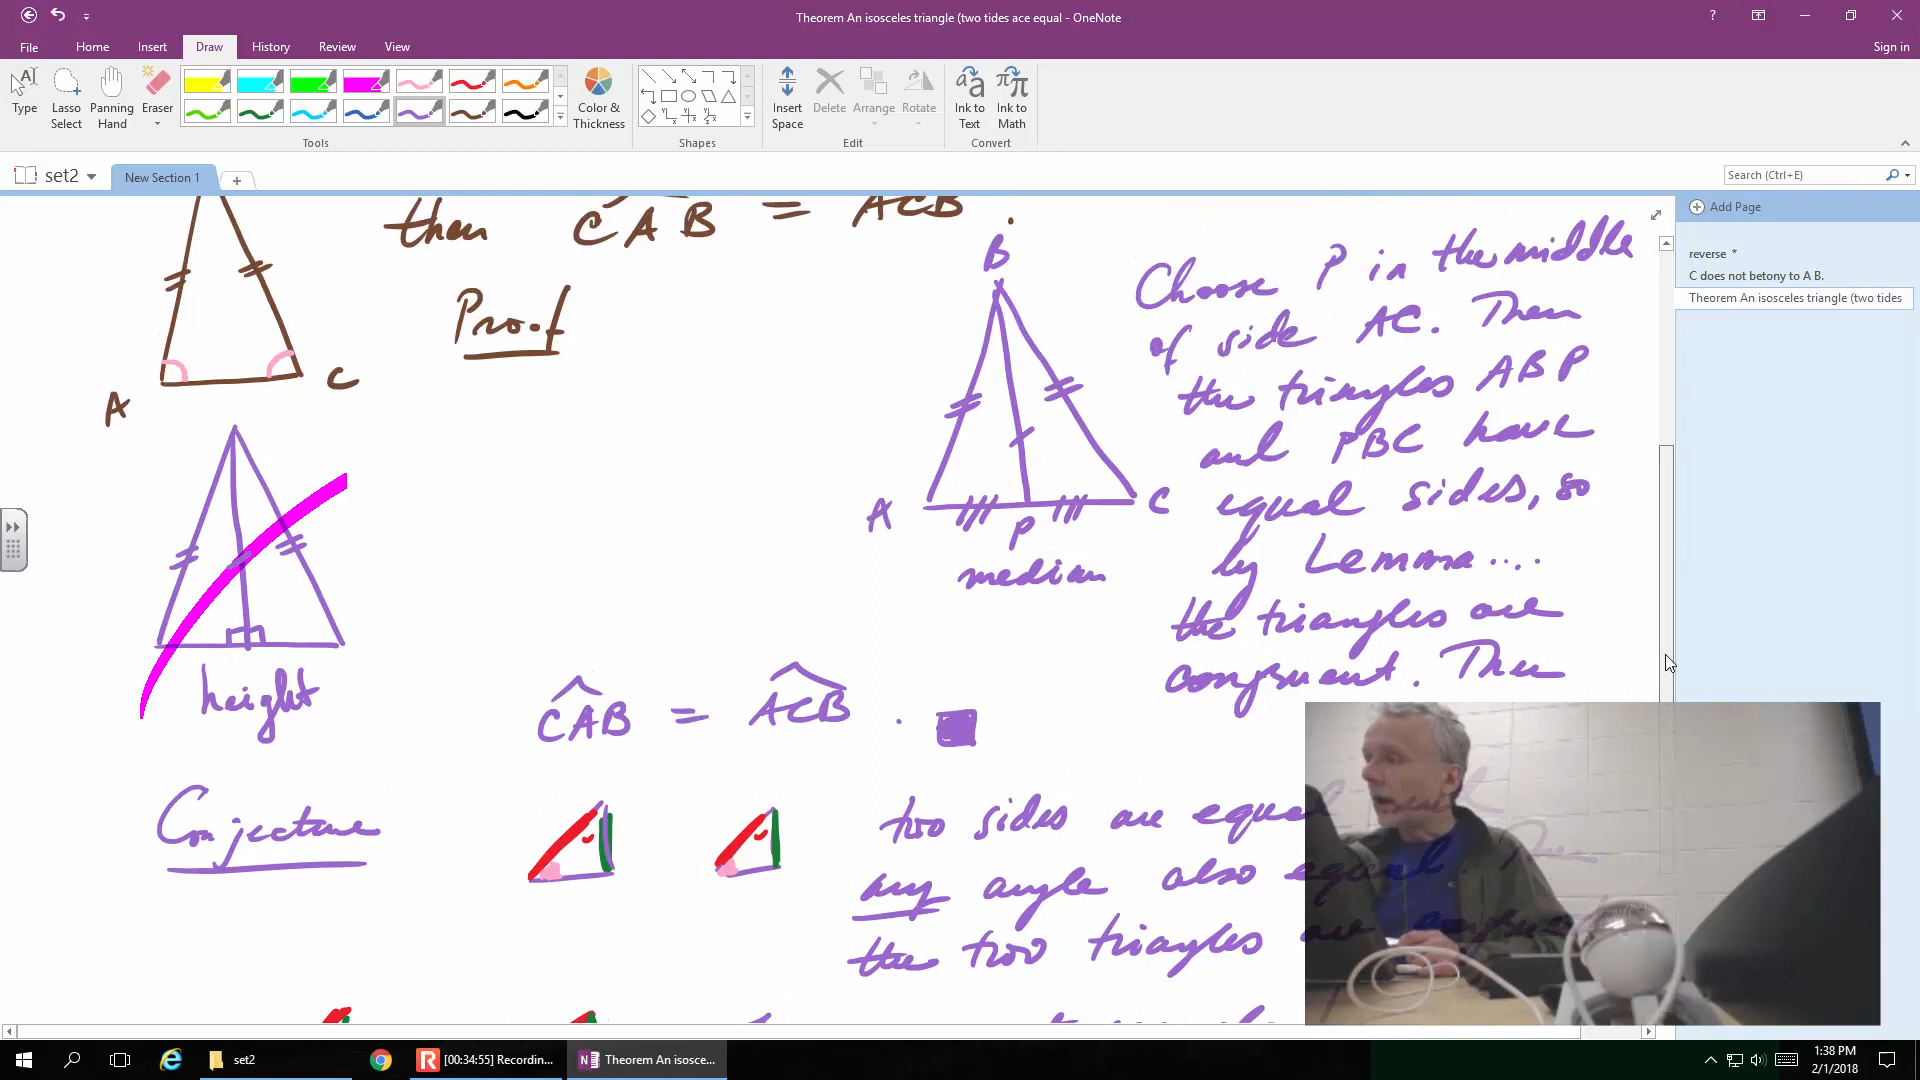 Theorem An isosceles triangle (two tides ace equal - OneNote
?
File Home Insert Draw History Review View Sign in
Type Lasso Select Panning Hand Eraser Color & Thickness Insert Space Delete Arrange Rotate Ink to Text Ink to Math
Tools Shapes Edit Convert
set2 New Section 1 Search (Ctrl+E)
Add Page
reverse *
C does not betony to A B.
Theorem An isosceles triangle (two tides
then CAB = ACB .
A C
Proof
B
A P C
median
Choose P in the middle
of side AC. Then
the triangles ABP
and PBC have
equal sides, so
by Lemma....
the triangles are
congruent. Then
height
CAB = ACB .
Conjecture
two sides are equal
any angle also equal.
the two triangles are
set2
[00:34:55] Recordin...
Theorem An isosce...
1:38 PM
2/1/2018